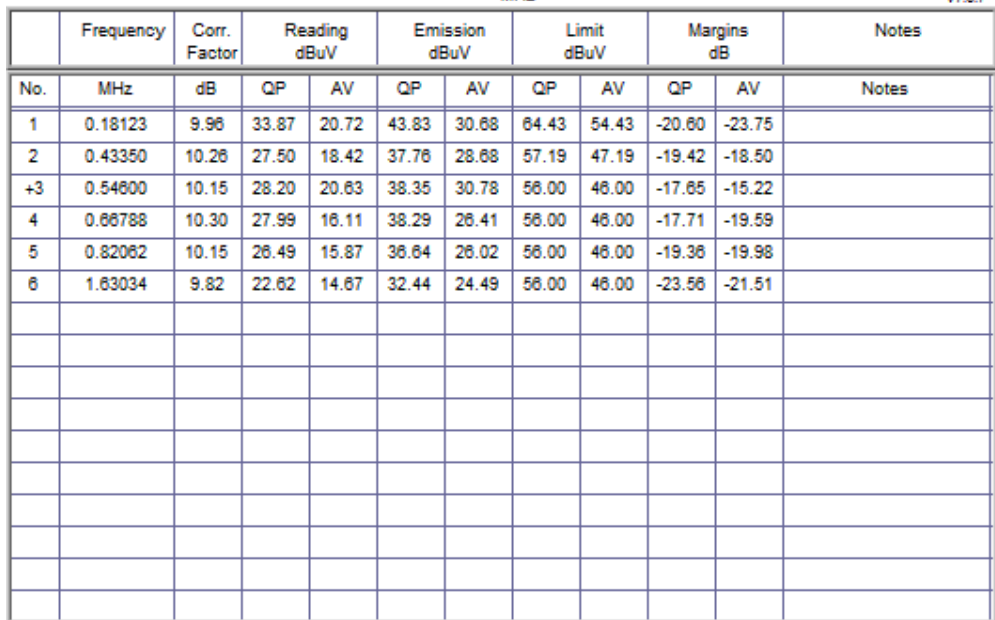 Frequency Corr. Factor Reading dBuV Emission dBuV Limit dBuV Margins dB Notes
No. MHz dB QP AV QP AV QP AV QP AV Notes
1 0.18123 9.96 33.87 20.72 43.83 30.68 64.43 54.43 -20.60 -23.75
2 0.43350 10.26 27.50 18.42 37.76 28.68 57.19 47.19 -19.42 -18.50
+3 0.54600 10.15 28.20 20.63 38.35 30.78 56.00 46.00 -17.65 -15.22
4 0.66788 10.30 27.99 16.11 38.29 26.41 56.00 46.00 -17.71 -19.59
5 0.82062 10.15 26.49 15.87 36.64 26.02 56.00 46.00 -19.36 -19.98
6 1.63034 9.82 22.62 14.67 32.44 24.49 56.00 46.00 -23.56 -21.51